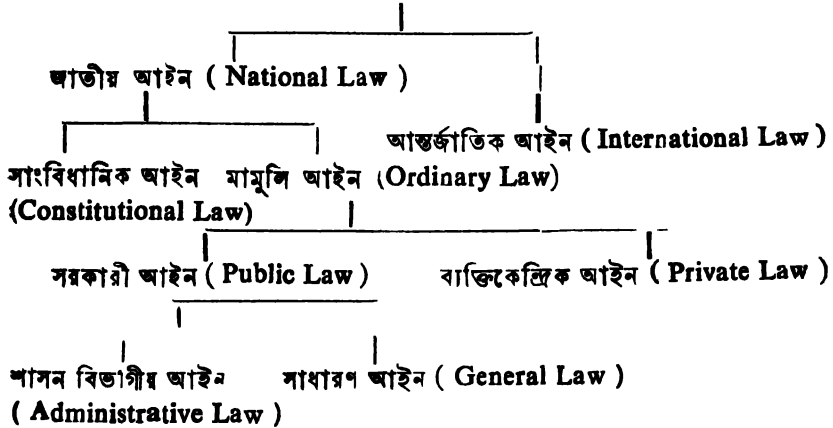 জাতীয় আইন ( National Law )
আন্তর্জাতিক আইন ( International Law )
সাংবিধানিক আইন মামুলি আইন (Ordinary Law)
(Constitutional Law)
সরকারী আইন ( Public Law )
ব্যক্তিকেন্দ্রিক আইন ( Private Law )
শাসন বিভাগীয় আইন সাধারণ আইন ( General Law )
( Administrative Law )